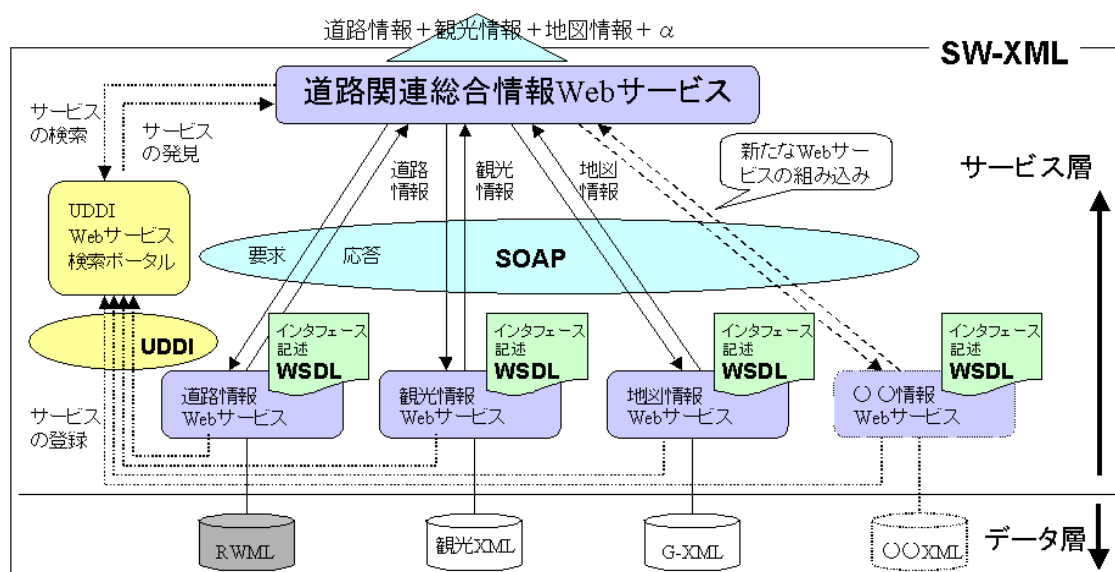 道路情報＋観光情報＋地図情報＋α
SW-XML
道路関連総合情報Webサービス
サービス
の検索
サービス
の発見
道路
情報
観光
情報
地図
情報
新たなWebサー
ビスの組み込み
サービス層
UDDI
Webサービス
検索ポータル
要求
応答
SOAP
UDDI
インタフェース
記述
WSDL
インタフェース
記述
WSDL
インタフェース
記述
WSDL
インタフェース
記述
WSDL
道路情報
Webサービス
観光情報
Webサービス
地図情報
Webサービス
〇〇情報
Webサービス
サービス
の登録
RWML
観光XML
G-XML
〇〇XML
データ層